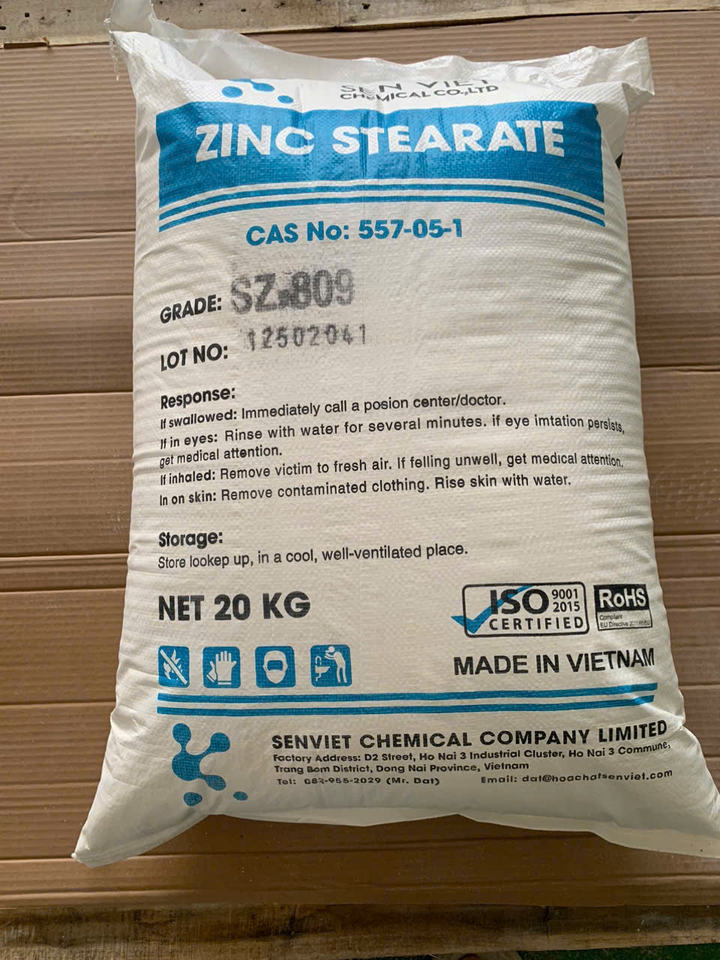 SEN VIET
CHEMICAL CO.,LTD
ZINC STEARATE
CAS No: 557-05-1
GRADE: SZ-809
LOT NO: 12502041
Response:
If swallowed: Immediately call a posion center/doctor.
If in eyes: Rinse with water for several minutes. if eye imtation persists,
get medical attention.
If inhaled: Remove victim to fresh air. If felling unwell, get medical attention.
In on skin: Remove contaminated clothing. Rise skin with water.
Storage:
Store lookep up, in a cool, well-ventilated place.
NET 20 KG
ISO 9001 2015
CERTIFIED
RoHS
Compliant
EU Directive
MADE IN VIETNAM
SENVIET CHEMICAL COMPANY LIMITED
Factory Address: D2 Street, Ho Nai 3 Industrial Cluster, Ho Nai 3 Commune,
Trang Bom District, Dong Nai Province, Vietnam
Tel: 082-955-2029 (Mr. Dat) Email: dat@hoachatsenviet.com